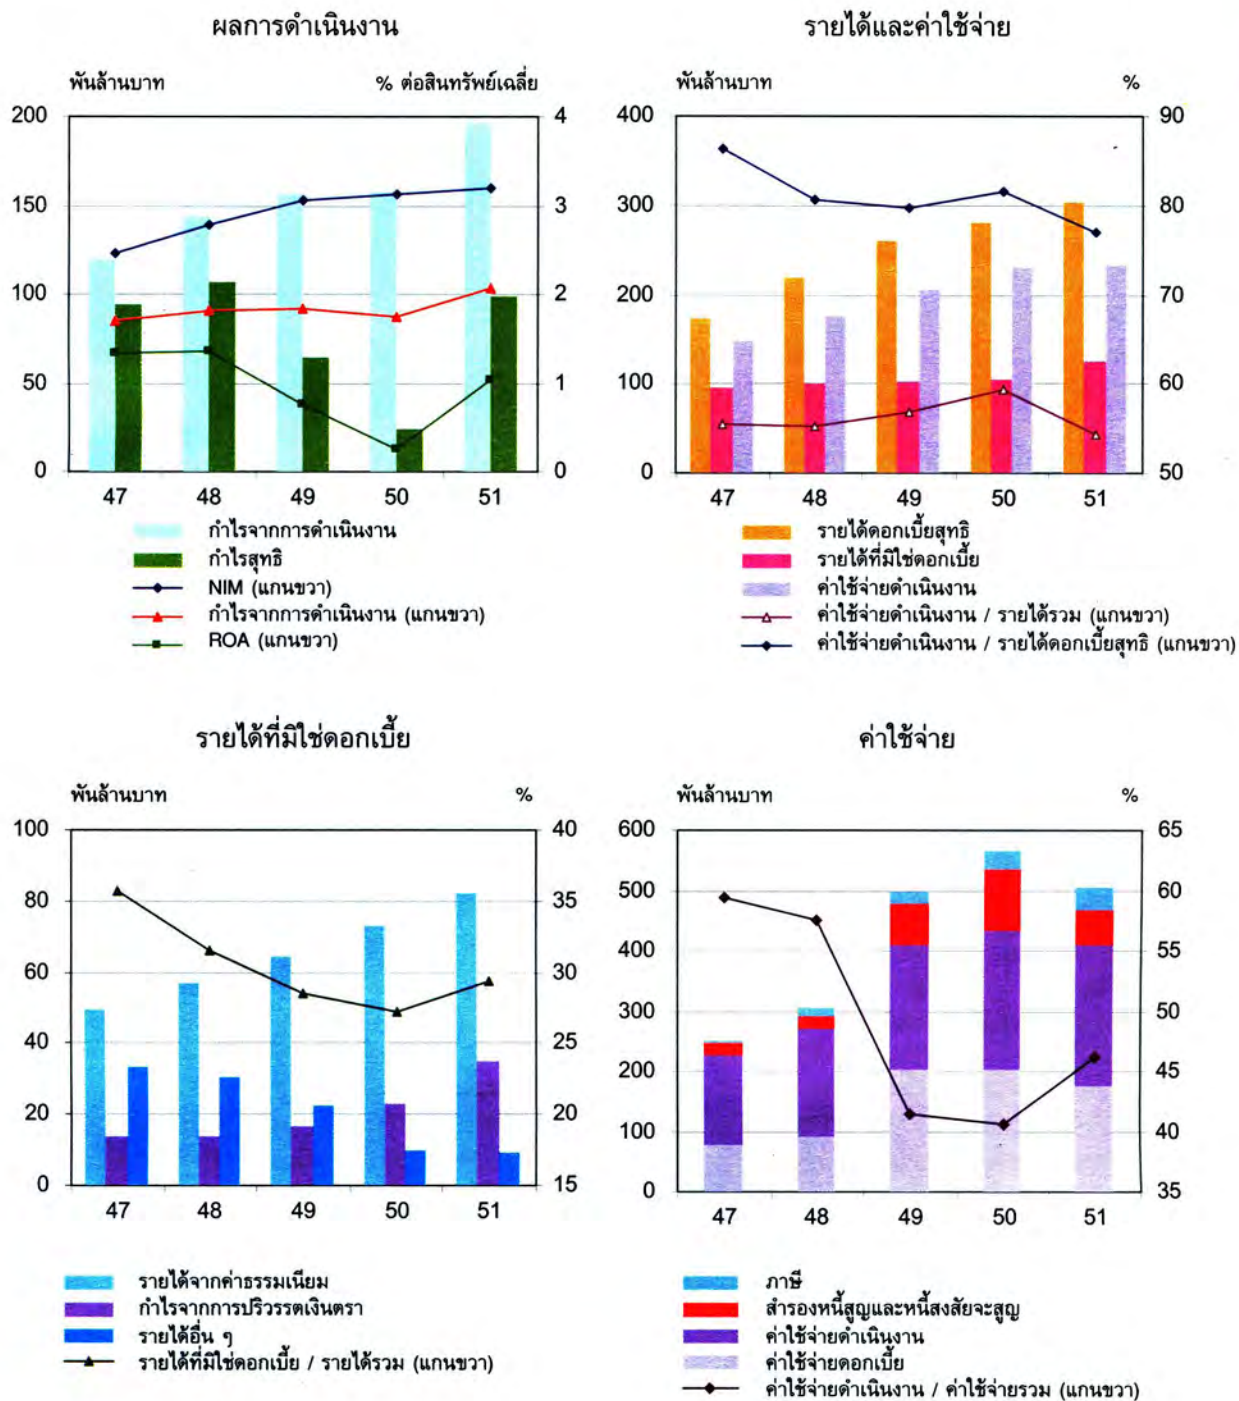 ผลการดำเนินงาน
พันล้านบาท % ต่อสินทรัพย์เฉลี่ย
200 4
150 3
100 2
50 1
0 0
47 48 49 50 51
กำไรจากการดำเนินงาน
กำไรสุทธิ
NIM (แกนขวา)
กำไรจากการดำเนินงาน (แกนขวา)
ROA (แกนขวา)
รายได้และค่าใช้จ่าย
พันล้านบาท %
400 90
300 80
200 70
100 60
0 50
47 48 49 50 51
รายได้ดอกเบี้ยสุทธิ
รายได้ที่มิใช่ดอกเบี้ย
ค่าใช้จ่ายดำเนินงาน
ค่าใช้จ่ายดำเนินงาน / รายได้รวม (แกนขวา)
ค่าใช้จ่ายดำเนินงาน / รายได้ดอกเบี้ยสุทธิ (แกนขวา)
รายได้ที่มิใช่ดอกเบี้ย
พันล้านบาท %
100 40
80 35
60 30
40 25
20 20
0 15
47 48 49 50 51
รายได้จากค่าธรรมเนียม
กำไรจากการปริวรรตเงินตรา
รายได้อื่น ๆ
รายได้ที่มิใช่ดอกเบี้ย / รายได้รวม (แกนขวา)
ค่าใช้จ่าย
พันล้านบาท %
600 65
500 60
400 55
300 50
200 45
100 40
0 35
47 48 49 50 51
ภาษี
สำรองหนี้สูญและหนี้สงสัยจะสูญ
ค่าใช้จ่ายดำเนินงาน
ค่าใช้จ่ายดอกเบี้ย
ค่าใช้จ่ายดำเนินงาน / ค่าใช้จ่ายรวม (แกนขวา)